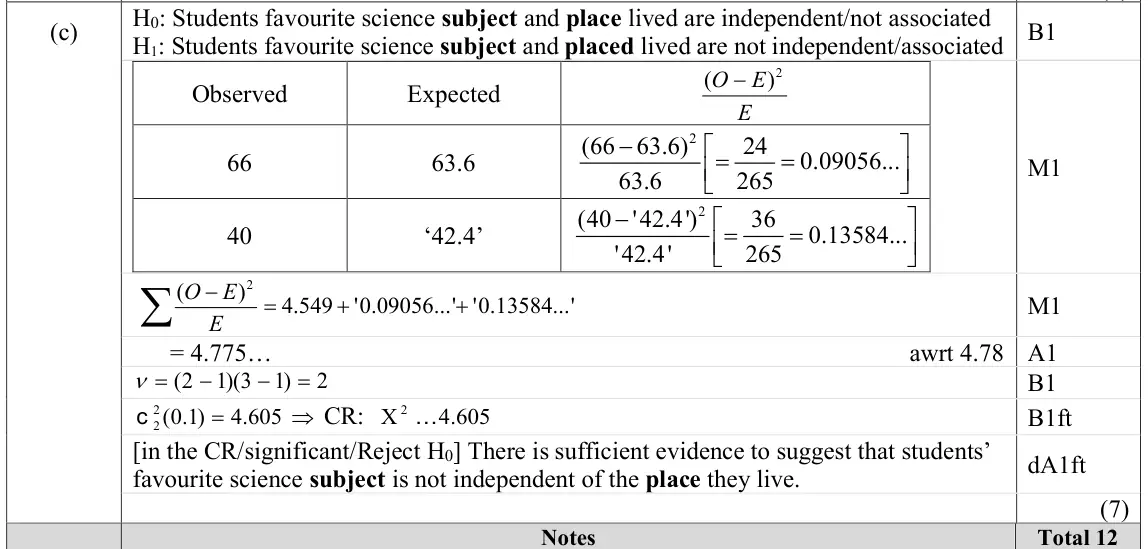 (c)
H₀: Students favourite science subject and place lived are independent/not associated
H₁: Students favourite science subject and placed lived are not independent/associated
B1
Observed Expected (O − E)²/E
66 63.6 (66 − 63.6)²/63.6 [= 24/265 = 0.09056...]
M1
40 ‘42.4’ (40 − '42.4')²/'42.4' [= 36/265 = 0.13584...]
∑ (O − E)²/E = 4.549 + '0.09056...' + '0.13584...' M1
= 4.775… awrt 4.78 A1
ν = (2 − 1)(3 − 1) = 2 B1
c²₂(0.1) = 4.605 ⇒ CR: X² …4.605 B1ft
[in the CR/significant/Reject H₀] There is sufficient evidence to suggest that students’
favourite science subject is not independent of the place they live.
dA1ft
(7)
Notes Total 12